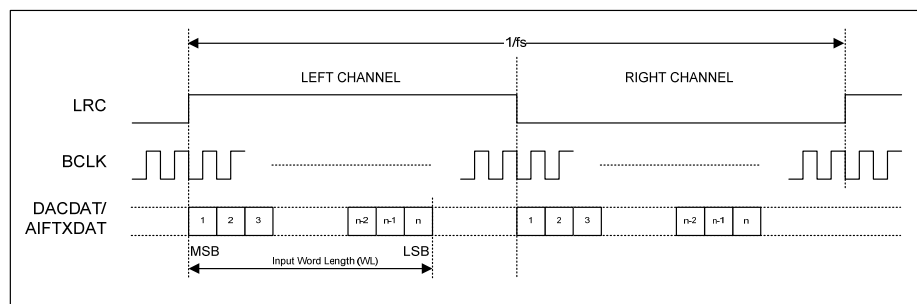 1/fs
LEFT CHANNEL RIGHT CHANNEL
LRC
BCLK
DACDAT/
AIFTXDAT
1 2 3 n-2 n-1 n 1 2 3 n-2 n-1 n
MSB LSB
Input Word Length (WL)